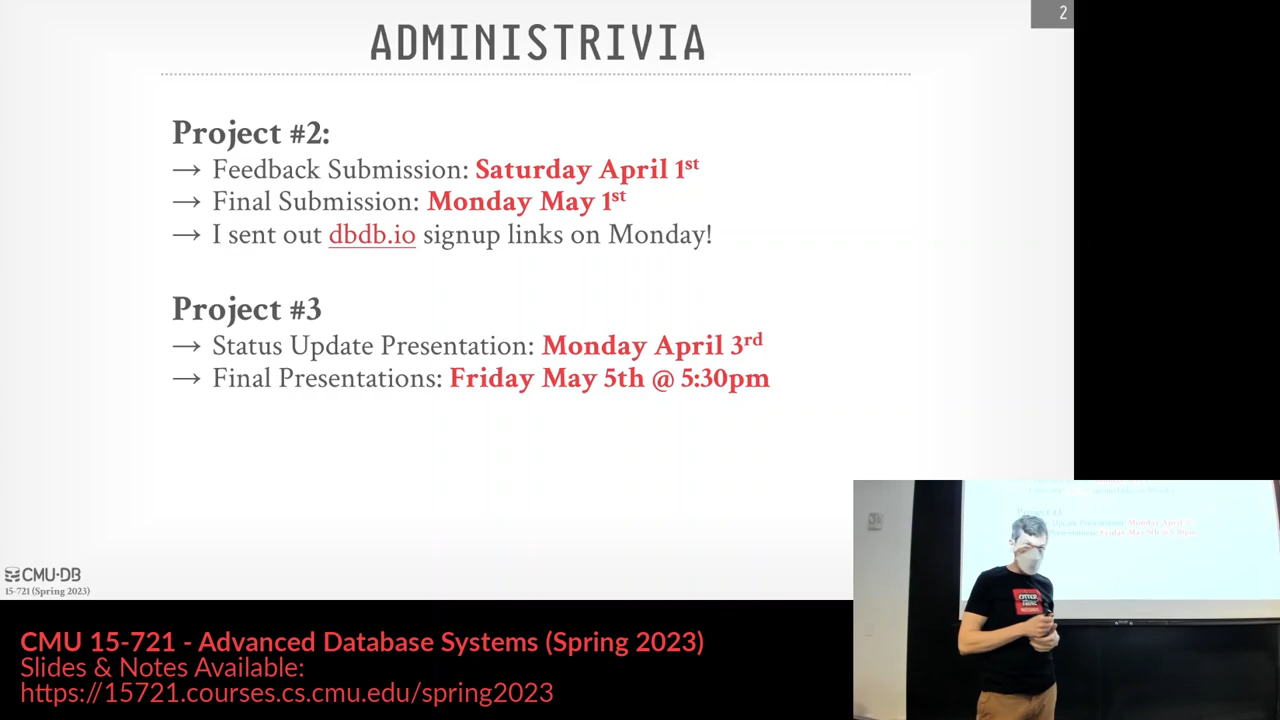 2
ADMINISTRIVIA
Project #2:
→ Feedback Submission: Saturday April 1st
→ Final Submission: Monday May 1st
→ I sent out dbdb.io signup links on Monday!
Project #3
→ Status Update Presentation: Monday April 3rd
→ Final Presentations: Friday May 5th @ 5:30pm
CMU·DB
15-721 (Spring 2023)
CMU 15-721 - Advanced Database Systems (Spring 2023)
Slides & Notes Available:
https://15721.courses.cs.cmu.edu/spring2023